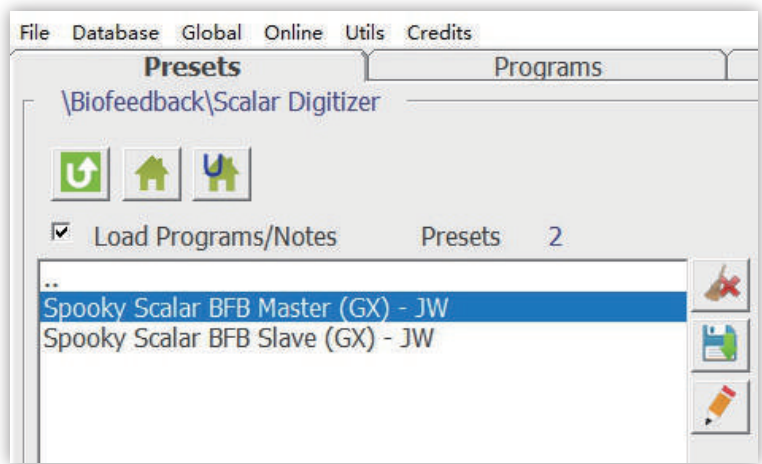 File Database Global Online Utils Credits
Presets Programs
\Biofeedback\Scalar Digitizer
U
Load Programs/Notes Presets 2
..
Spooky Scalar BFB Master (GX) - JW
Spooky Scalar BFB Slave (GX) - JW